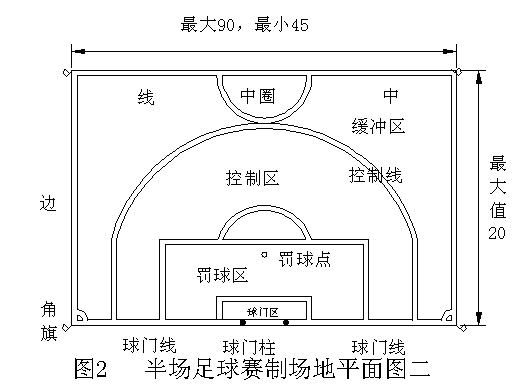 最大90，最小45
线 中圈 中
缓冲区
控制区 控制线
边
最大值20
罚球点
罚球区
角旗
球门区
球门线 球门柱 球门线
图2 半场足球赛制场地平面图二